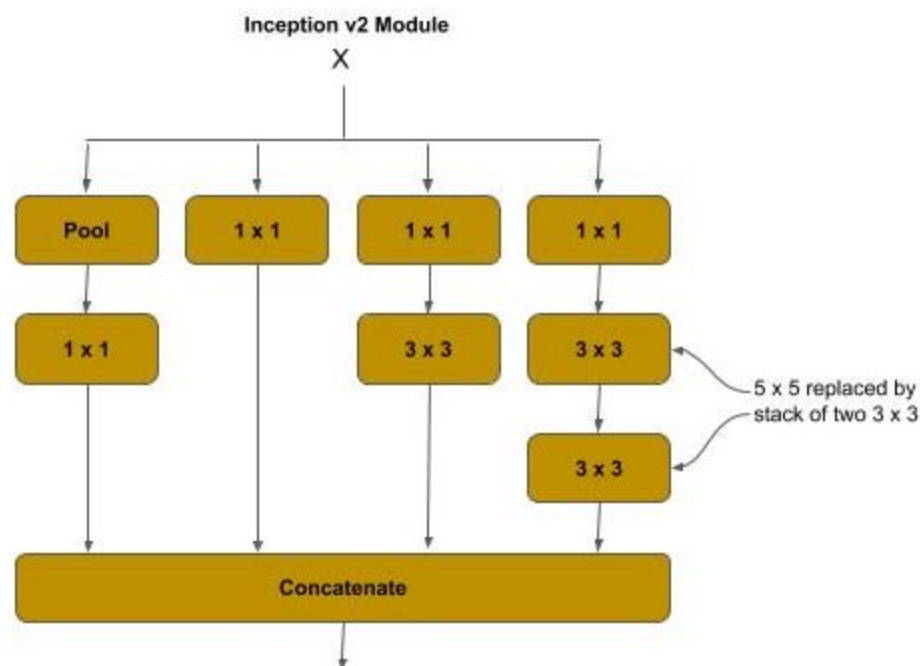 Inception v2 Module
X
Pool
1 x 1
1 x 1
1 x 1
1 x 1
3 x 3
3 x 3
5 x 5 replaced by
stack of two 3 x 3
3 x 3
Concatenate